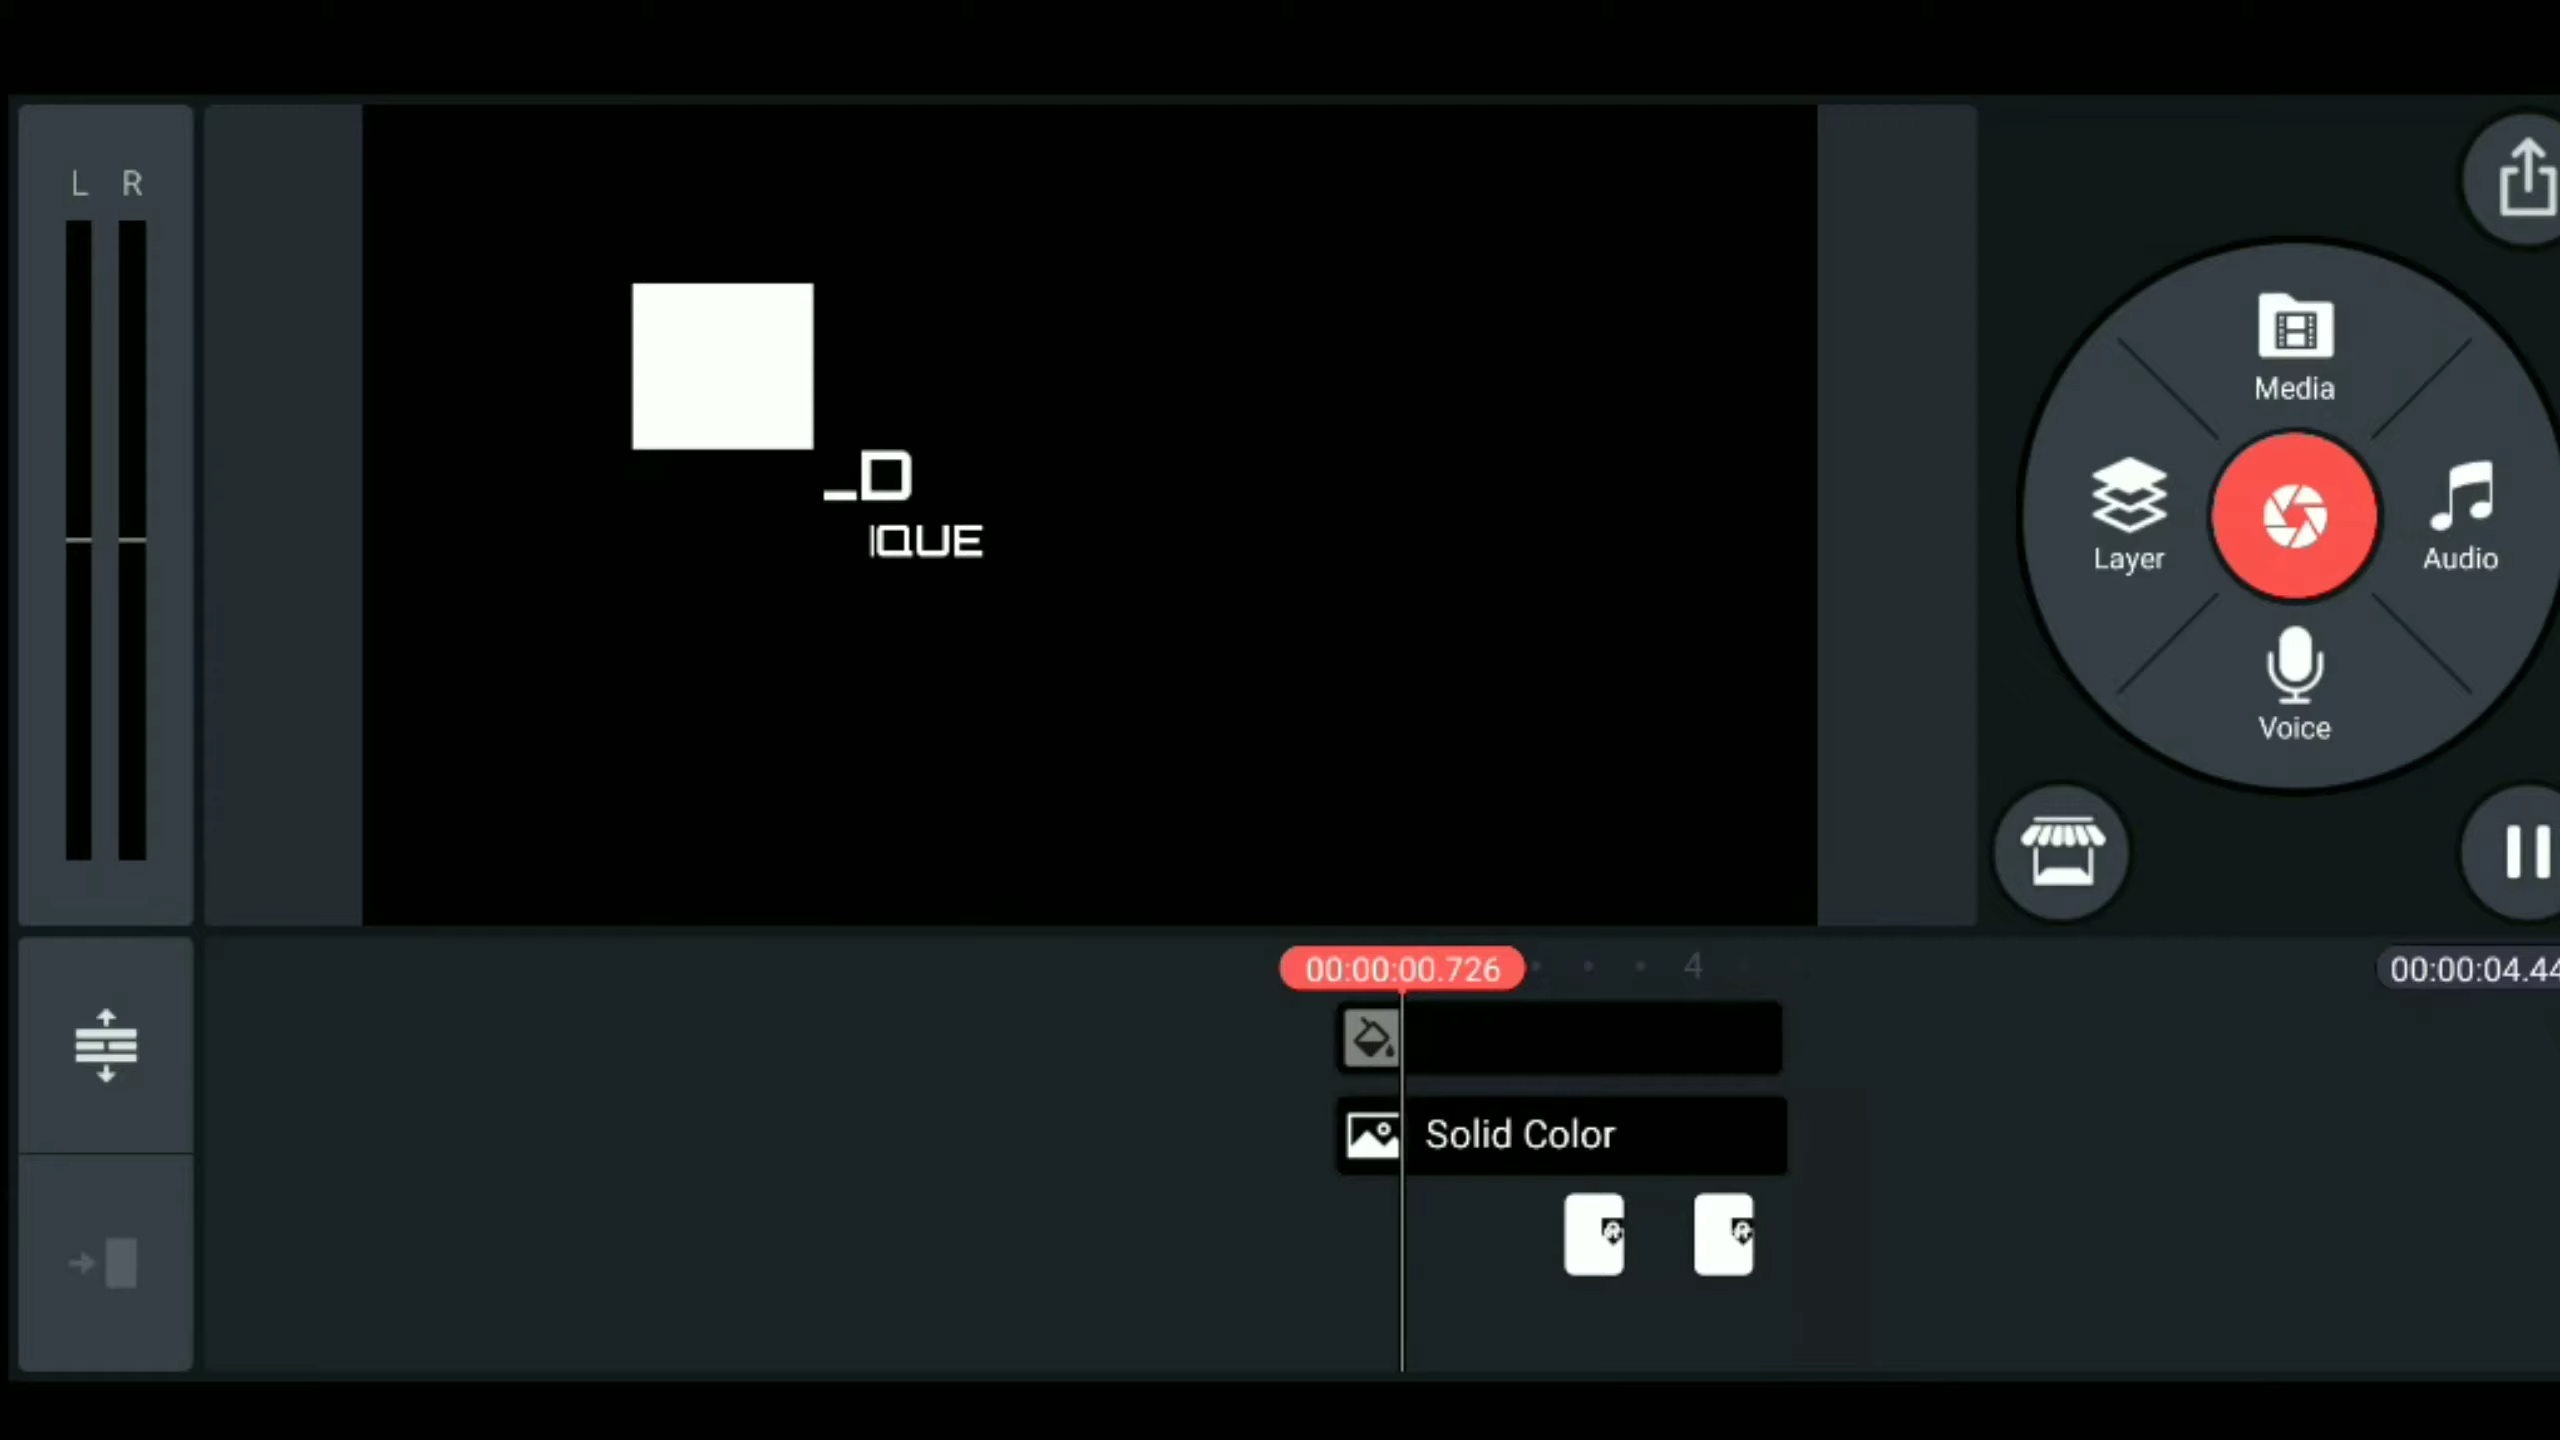 L R
_D
IQUE
Media
Layer
Audio
Voice
00:00:00.726
4
00:00:04.44
Solid Color